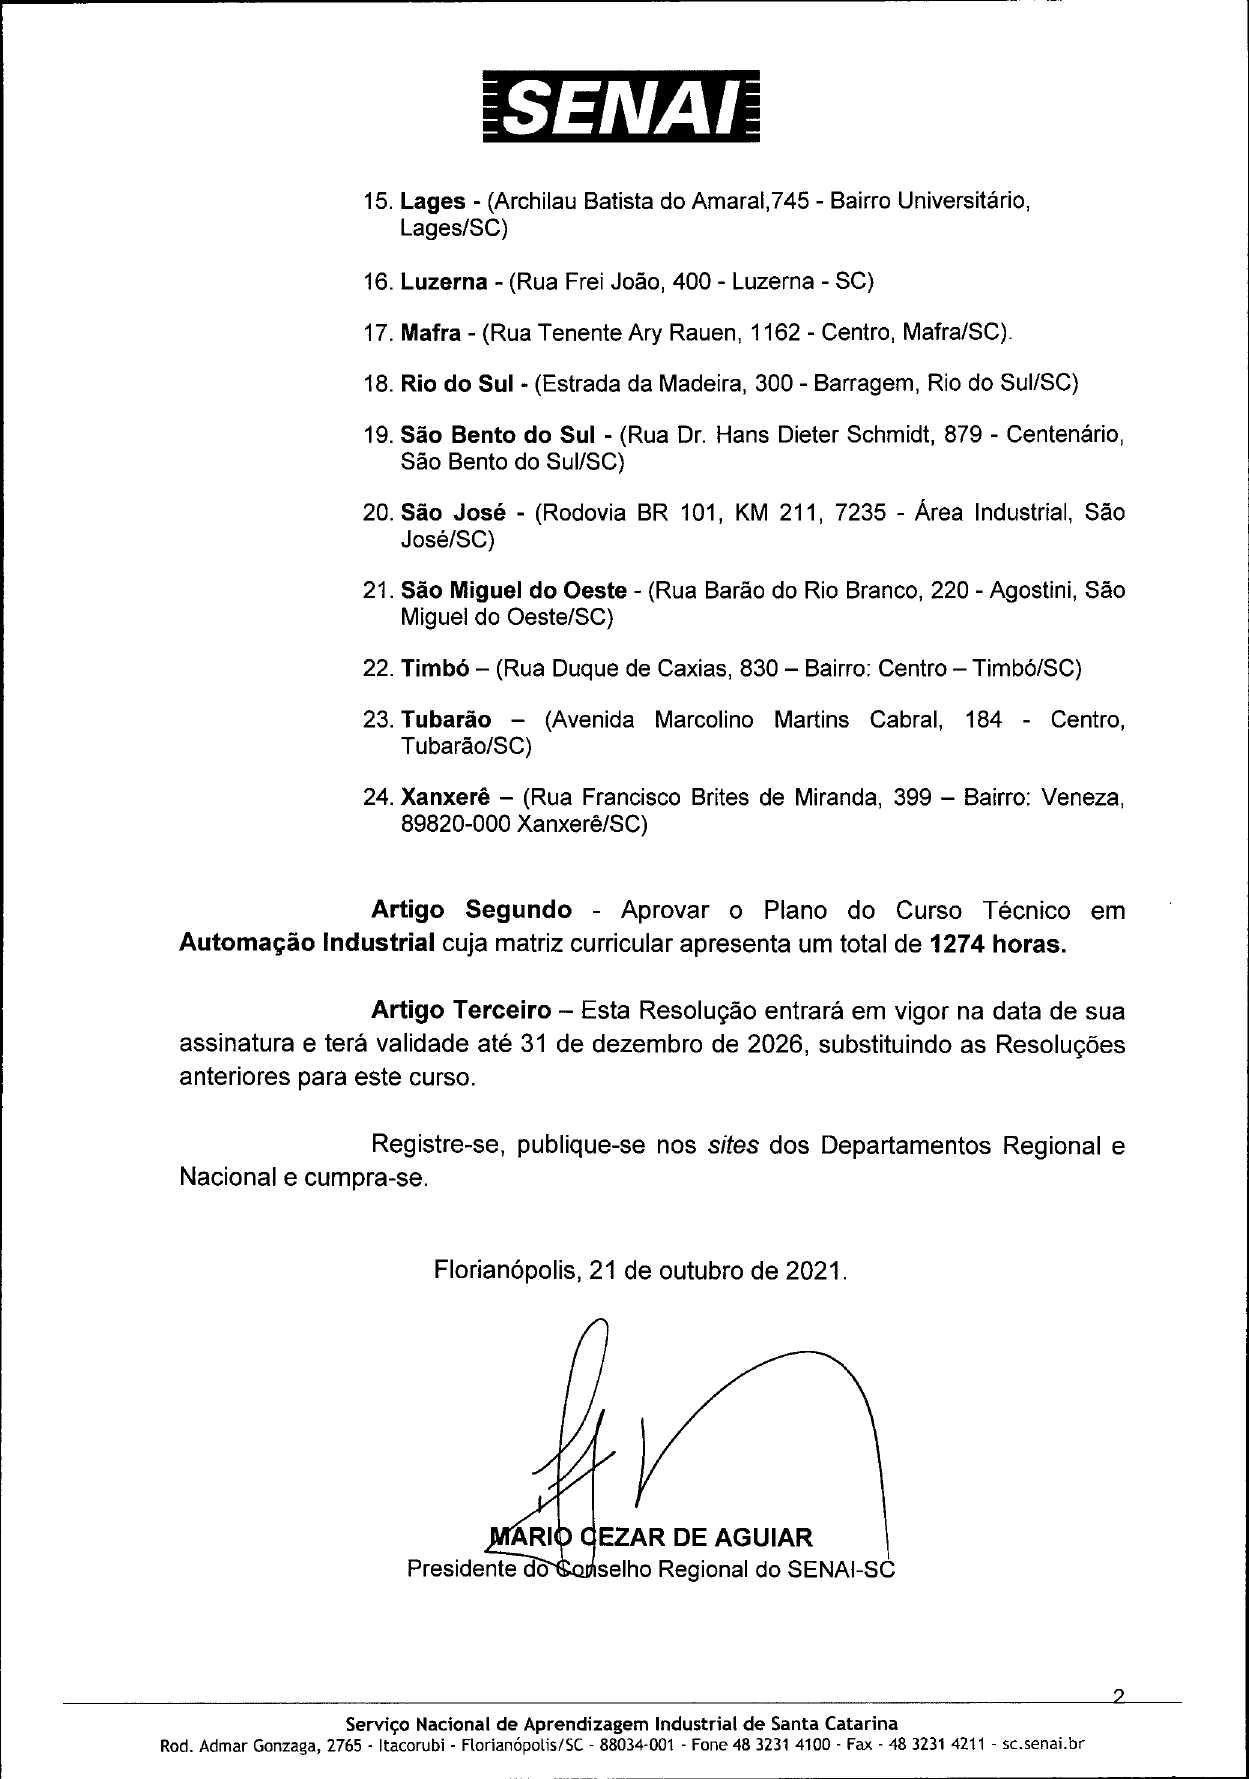 SENAI
15. Lages - (Archilau Batista do Amaral,745 - Bairro Universitário,
Lages/SC)
16. Luzerna - (Rua Frei João, 400 - Luzerna - SC)
17. Mafra - (Rua Tenente Ary Rauen, 1162 - Centro, Mafra/SC).
18. Rio do Sul - (Estrada da Madeira, 300 - Barragem, Rio do Sul/SC)
19. São Bento do Sul - (Rua Dr. Hans Dieter Schmidt, 879 - Centenário,
São Bento do Sul/SC)
20. São José - (Rodovia BR 101, KM 211, 7235 - Área Industrial, São
José/SC)
21. São Miguel do Oeste - (Rua Barão do Rio Branco, 220 - Agostini, São
Miguel do Oeste/SC)
22. Timbó – (Rua Duque de Caxias, 830 – Bairro: Centro – Timbó/SC)
23. Tubarão – (Avenida Marcolino Martins Cabral, 184 - Centro,
Tubarão/SC)
24. Xanxerê – (Rua Francisco Brites de Miranda, 399 – Bairro: Veneza,
89820-000 Xanxerê/SC)
Artigo Segundo - Aprovar o Plano do Curso Técnico em
Automação Industrial cuja matriz curricular apresenta um total de 1274 horas.
Artigo Terceiro – Esta Resolução entrará em vigor na data de sua
assinatura e terá validade até 31 de dezembro de 2026, substituindo as Resoluções
anteriores para este curso.
Registre-se, publique-se nos sites dos Departamentos Regional e
Nacional e cumpra-se.
Florianópolis, 21 de outubro de 2021.
MÁRIO CEZAR DE AGUIAR
Presidente do Conselho Regional do SENAI-SC
2
Serviço Nacional de Aprendizagem Industrial de Santa Catarina
Rod. Admar Gonzaga, 2765 - Itacorubi - Florianópolis/SC - 88034-001 - Fone 48 3231 4100 - Fax - 48 3231 4211 - sc.senai.br